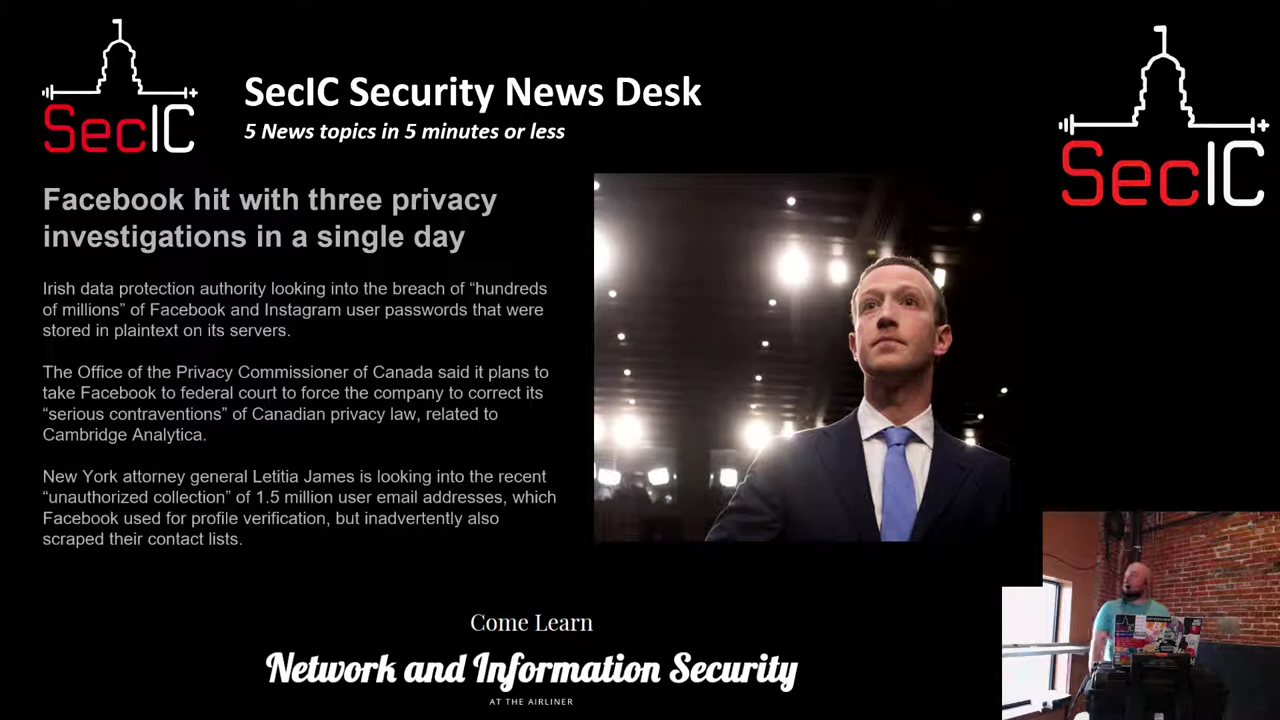 SecIC
SecIC Security News Desk
5 News topics in 5 minutes or less
SecIC
Facebook hit with three privacy
investigations in a single day
Irish data protection authority looking into the breach of “hundreds
of millions” of Facebook and Instagram user passwords that were
stored in plaintext on its servers.
The Office of the Privacy Commissioner of Canada said it plans to
take Facebook to federal court to force the company to correct its
“serious contraventions” of Canadian privacy law, related to
Cambridge Analytica.
New York attorney general Letitia James is looking into the recent
“unauthorized collection” of 1.5 million user email addresses, which
Facebook used for profile verification, but inadvertently also
scraped their contact lists.
Come Learn
Network and Information Security
AT THE AIRLINER